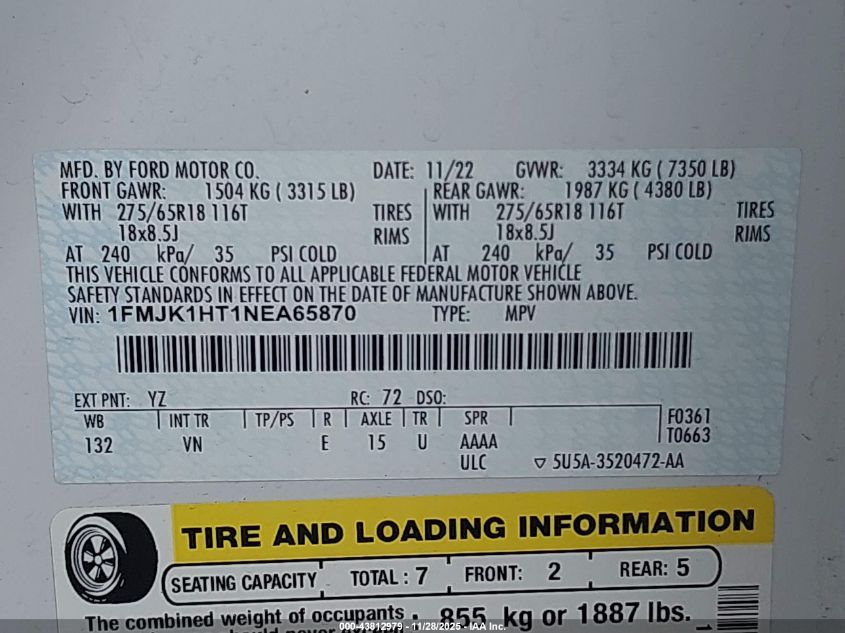 MFD. BY FORD MOTOR CO. DATE: 11/22 GVWR: 3334 KG ( 7350 LB)
FRONT GAWR: 1504 KG ( 3315 LB) REAR GAWR: 1987 KG ( 4380 LB)
WITH 275/65R18 116T TIRES WITH 275/65R18 116T TIRES
18x8.5J RIMS 18x8.5J RIMS
AT 240 kPa/ 35 PSI COLD AT 240 kPa/ 35 PSI COLD
THIS VEHICLE CONFORMS TO ALL APPLICABLE FEDERAL MOTOR VEHICLE
SAFETY STANDARDS IN EFFECT ON THE DATE OF MANUFACTURE SHOWN ABOVE.
VIN: 1FMJK1HT1NEA65870 TYPE: MPV
EXT PNT: YZ RC: 72 DSO:
WB INT TR TP/PS R AXLE TR SPR F0361
132 VN E 15 U AAAA T0663
ULC ▽ 5U5A-3520472-AA
TIRE AND LOADING INFORMATION
SEATING CAPACITY TOTAL : 7 FRONT: 2 REAR: 5
The combined weight of occupants 855 kg or 1887 lbs.
000-43812979 - 11/28/2025 - IAA Inc.